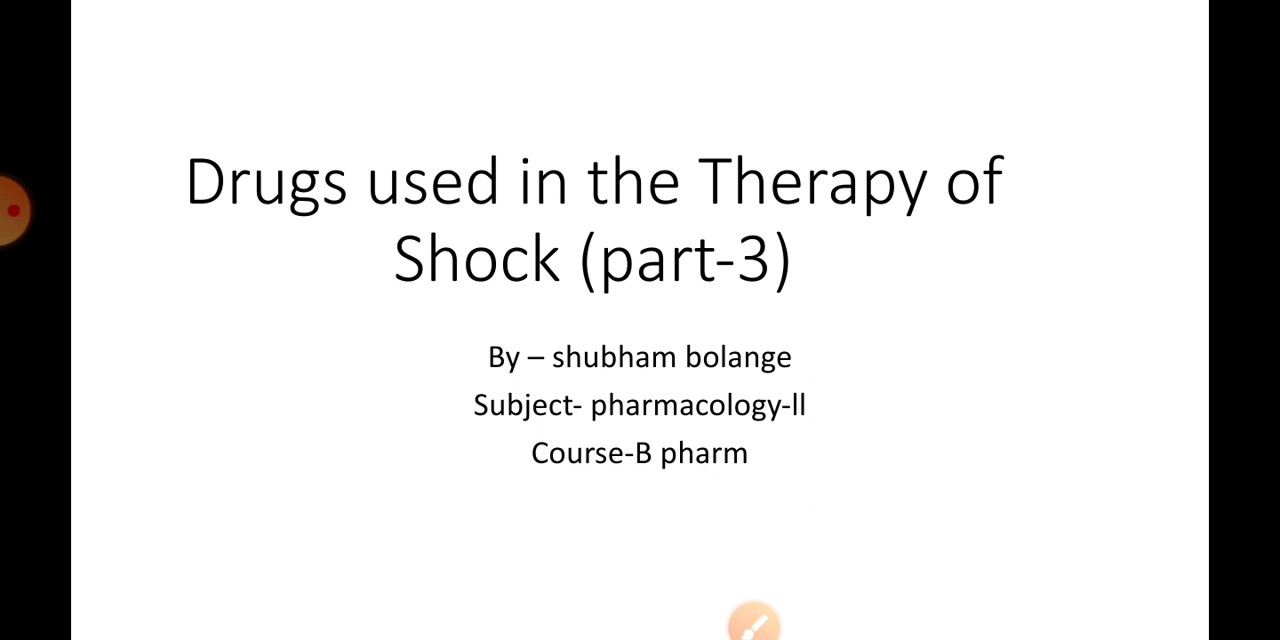 Drugs used in the Therapy of
Shock (part-3)
By – shubham bolange
Subject- pharmacology-ll
Course-B pharm